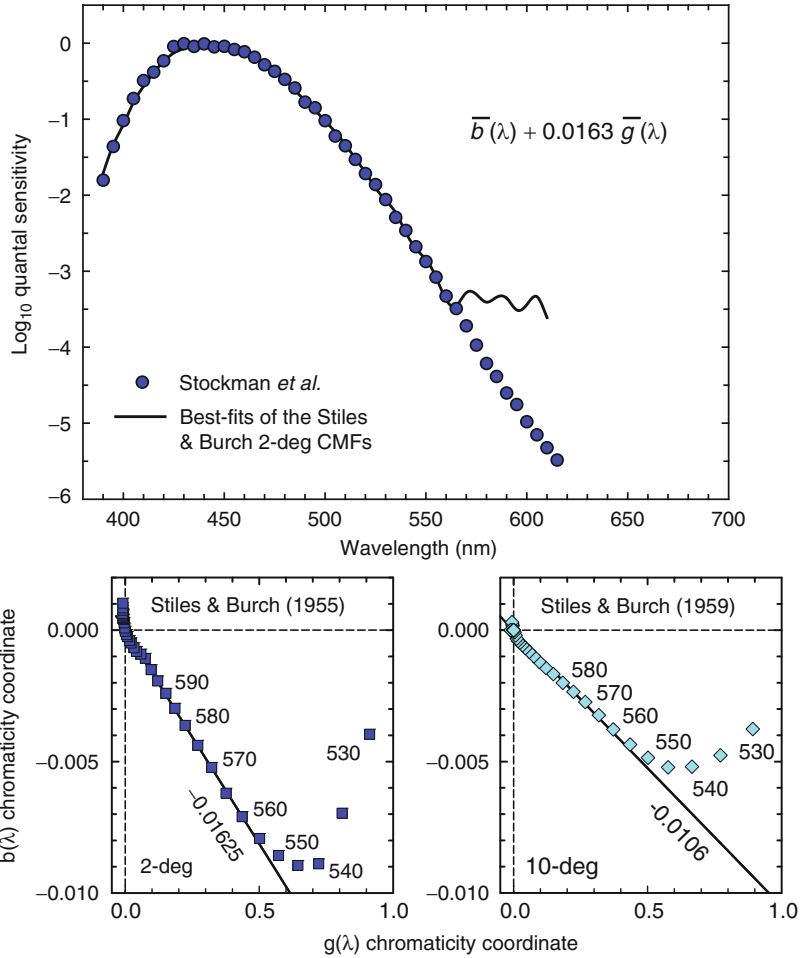 0
−1
−2
−3
−4
−5
−6
Log10 quantal sensitivity
b̅(λ) + 0.0163 g̅(λ)
Stockman et al.
Best-fits of the Stiles
& Burch 2-deg CMFs
400 450 500 550 600 650 700
Wavelength (nm)
b(λ) chromaticity coordinate
0.000
−0.005
−0.010
Stiles & Burch (1955)
590
580
570
560
550
540
530
−0.01625
2-deg
0.0 0.5 1.0
0.000
−0.005
−0.010
Stiles & Burch (1959)
580
570
560
550
540
530
-0.0106
10-deg
0.0 0.5 1.0
g(λ) chromaticity coordinate